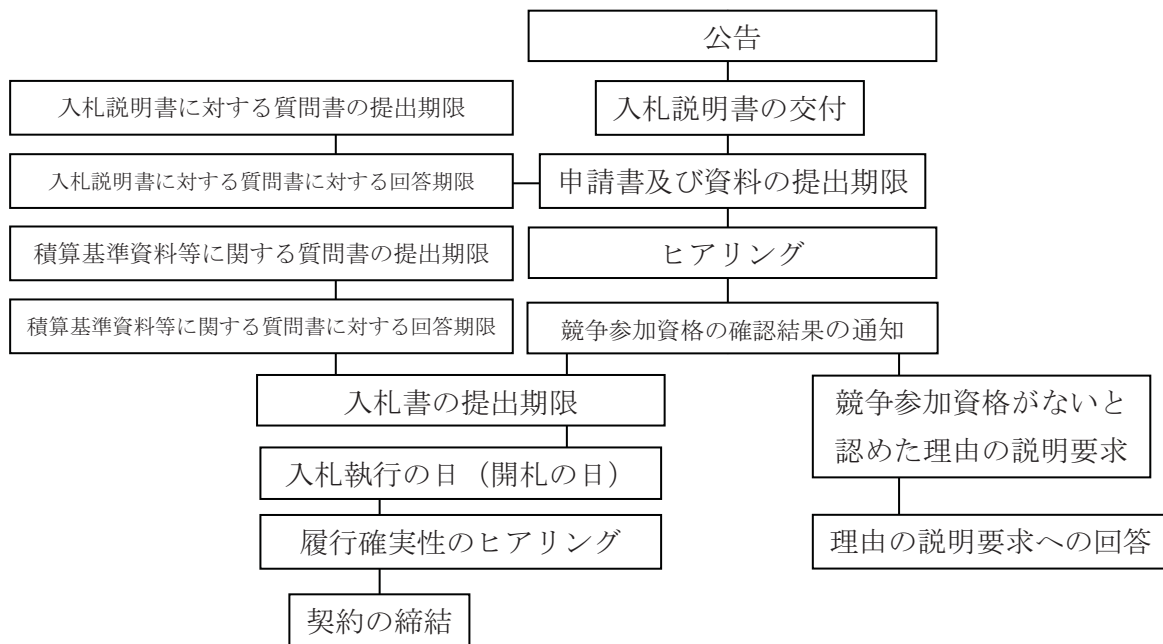 公告
入札説明書に対する質問書の提出期限
入札説明書の交付
入札説明書に対する質問書に対する回答期限
申請書及び資料の提出期限
積算基準資料等に関する質問書の提出期限
ヒアリング
積算基準資料等に関する質問書に対する回答期限
競争参加資格の確認結果の通知
入札書の提出期限
競争参加資格がないと
認めた理由の説明要求
入札執行の日（開札の日）
履行確実性のヒアリング
理由の説明要求への回答
契約の締結